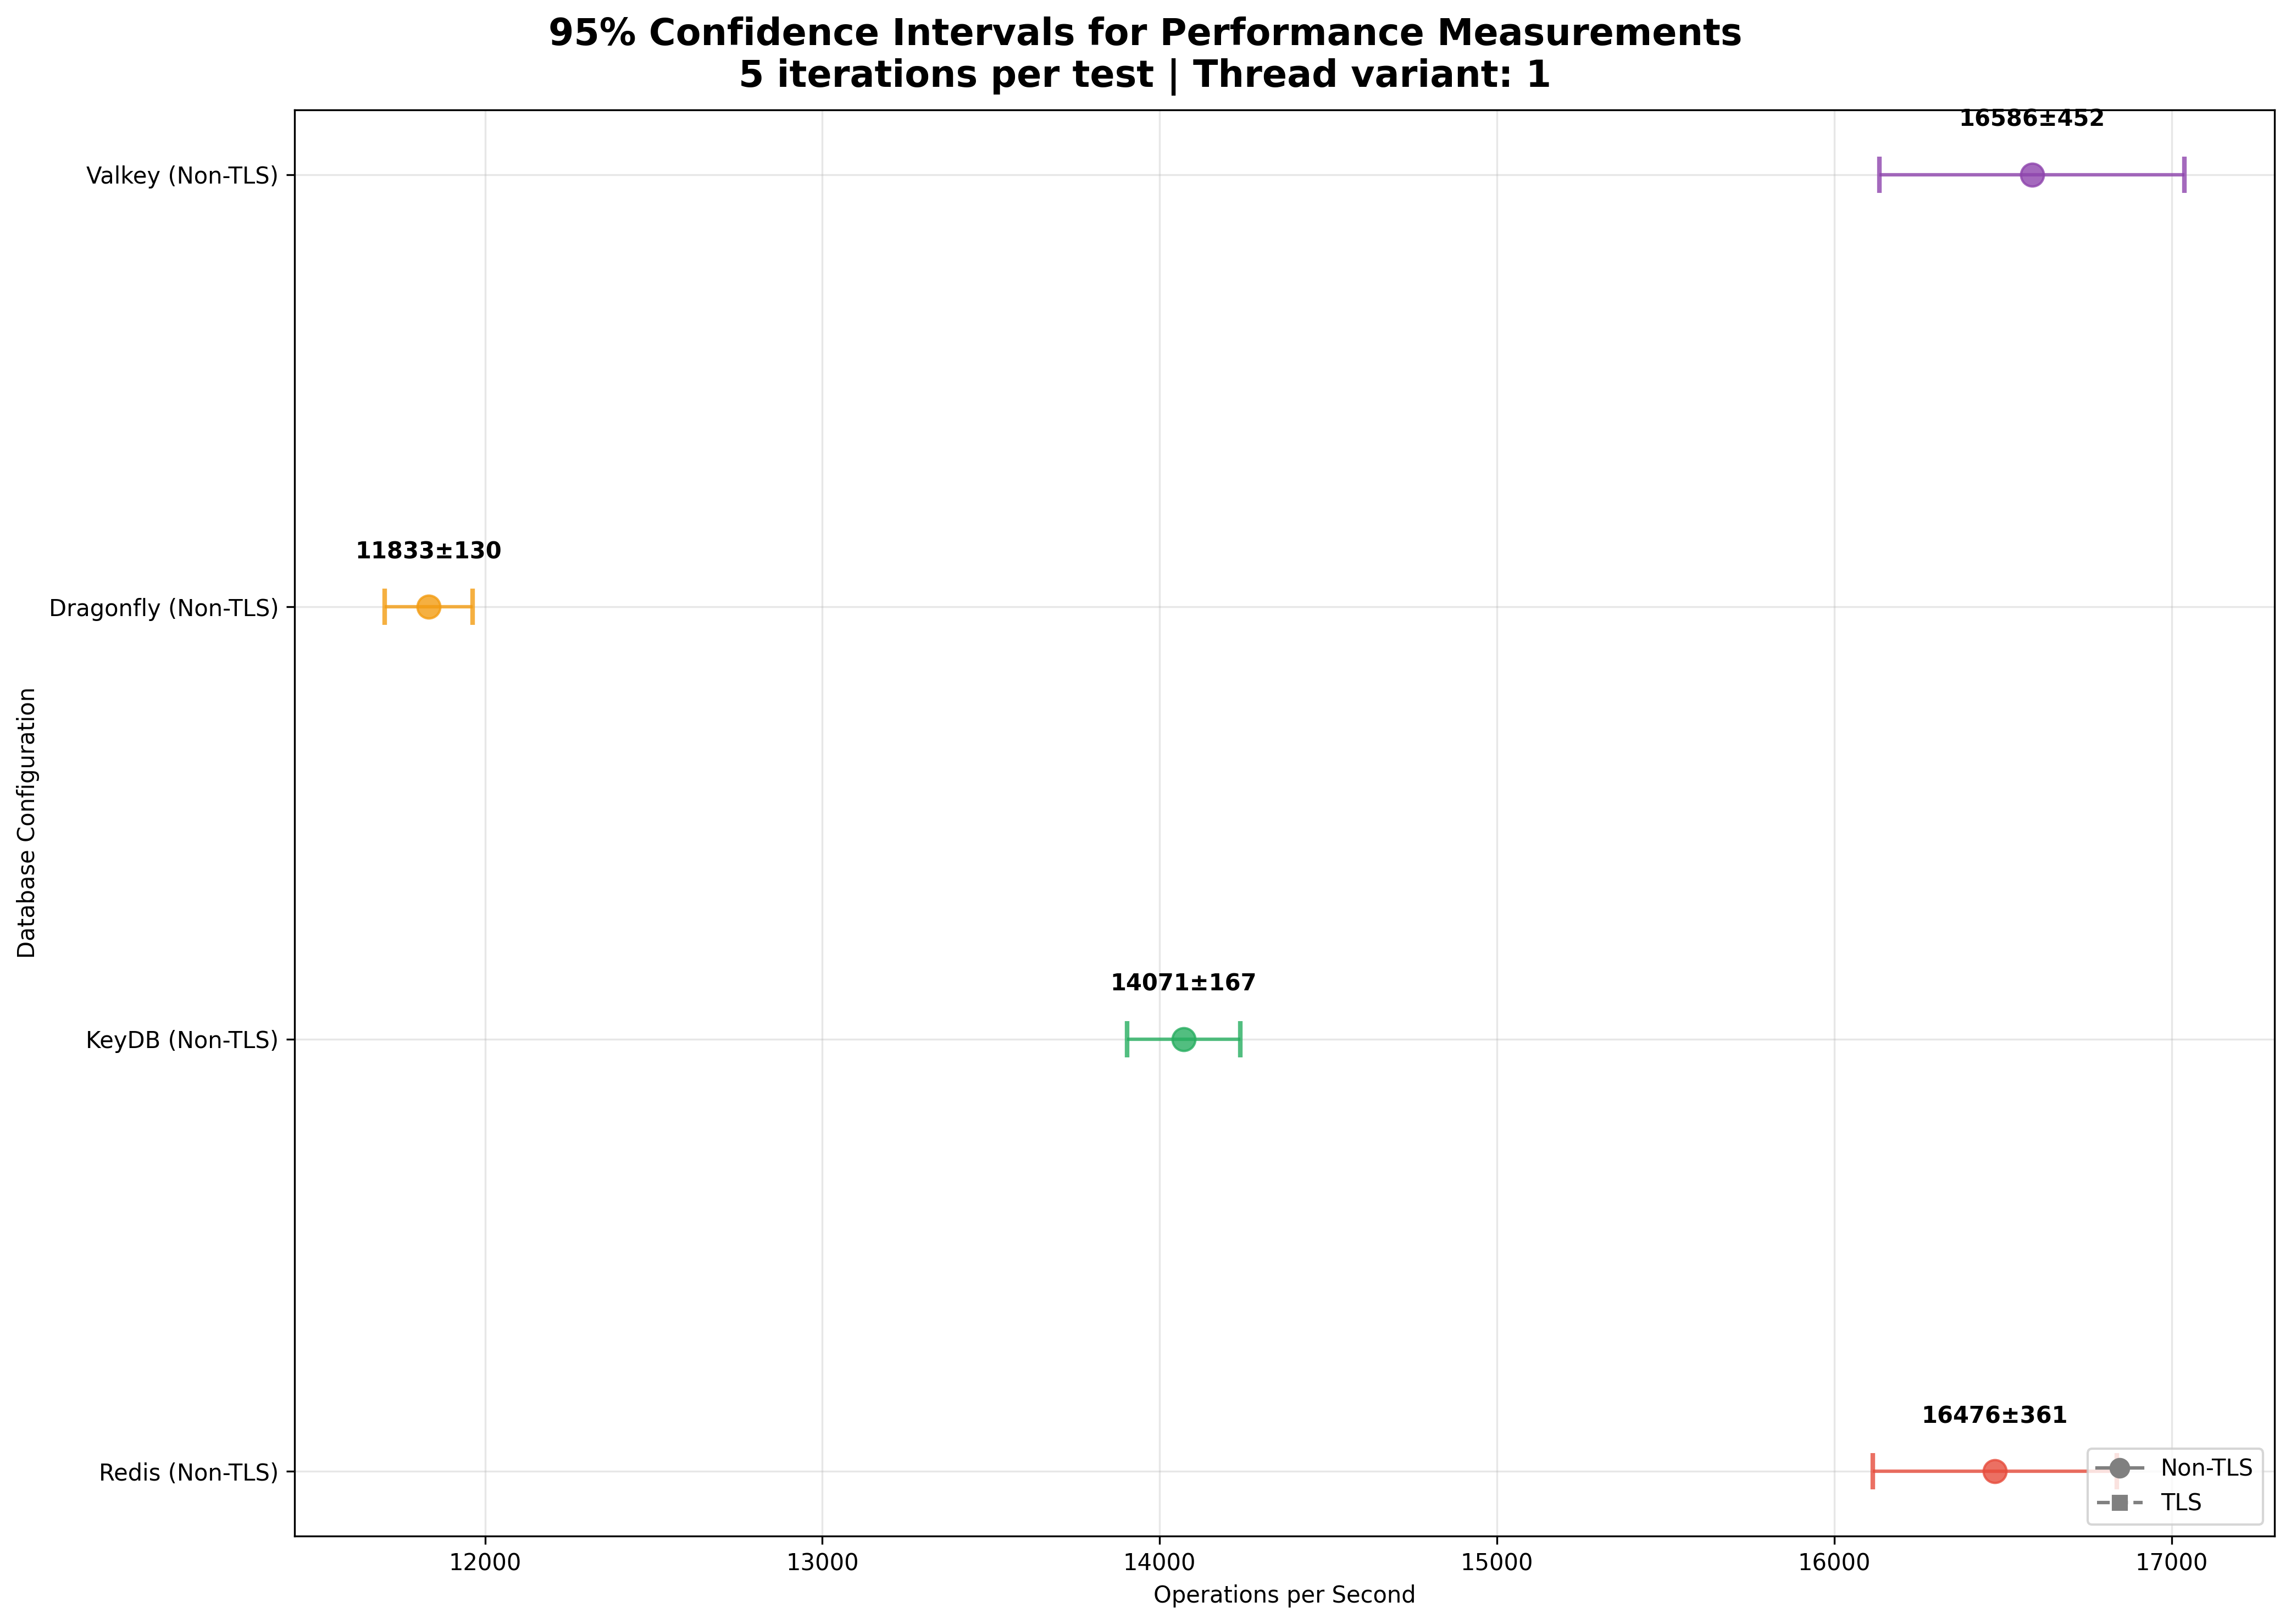 95% Confidence Intervals for Performance Measurements
5 iterations per test | Thread variant: 1
16586±452
Valkey (Non-TLS)
11833±130
Dragonfly (Non-TLS)
Database Configuration
14071±167
KeyDB (Non-TLS)
16476±361
Redis (Non-TLS)
Non-TLS
TLS
12000 13000 14000 15000 16000 17000
Operations per Second